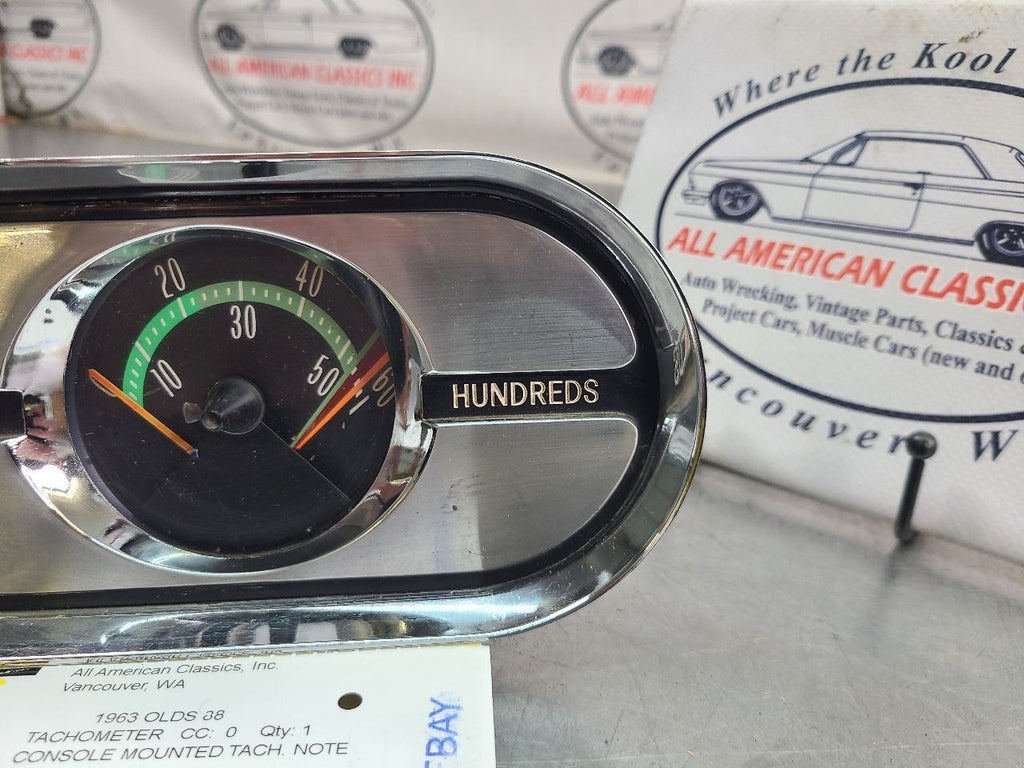 ALL AMERICAN CLASSICS INC
Where the Kool
ALL AMERICAN CLASSI
Auto Wrecking, Vintage Parts, Classics &
Project Cars, Muscle Cars (new and
ncouver W
10
20
30
40
50
60
HUNDREDS
All American Classics, Inc.
Vancouver, WA
1963 OLDS 88
TACHOMETER CC: 0 Qty: 1
CONSOLE MOUNTED TACH. NOTE
EBAY